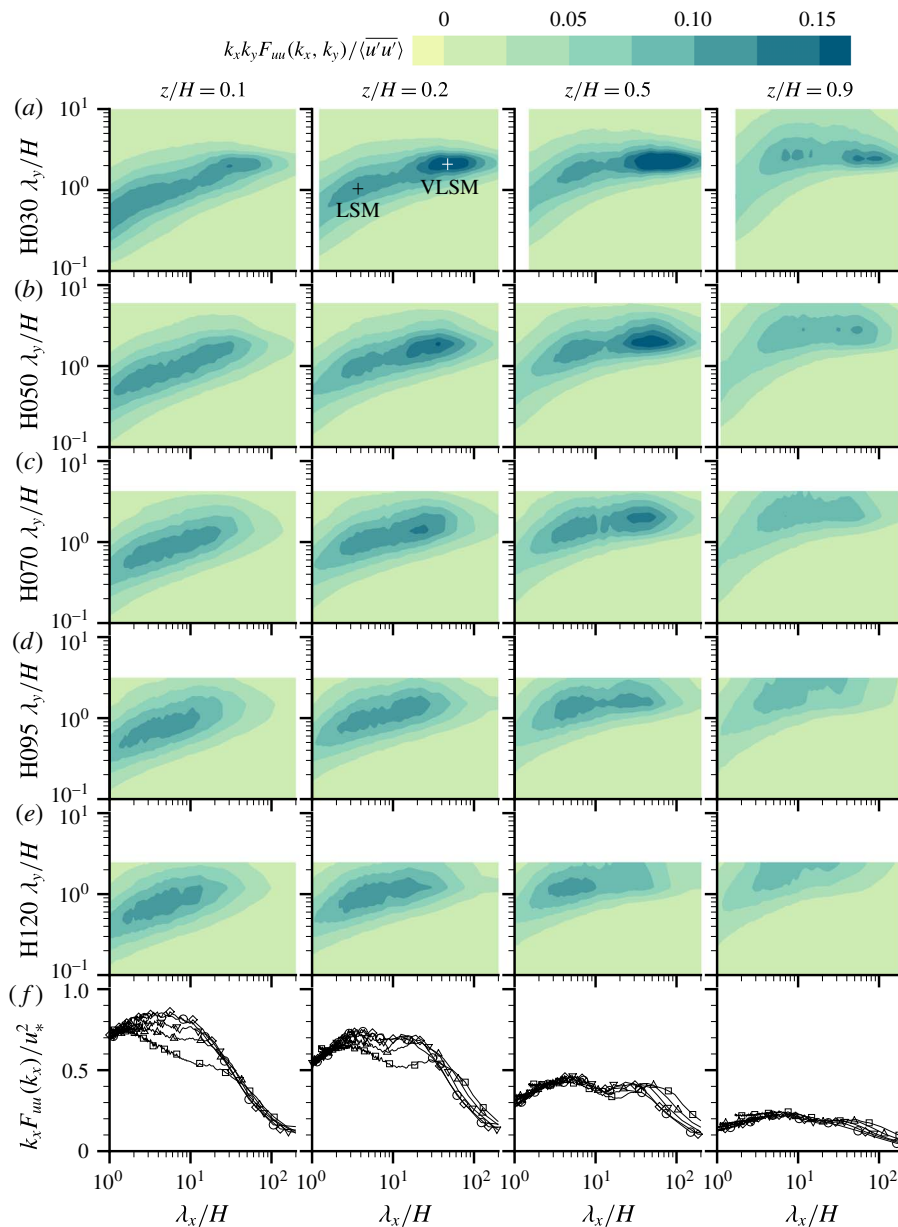 0 0.05 0.10 0.15
k_x k_y F_{uu}(k_x, k_y)/⟨\overline{u'u'}⟩
z/H = 0.1 z/H = 0.2 z/H = 0.5 z/H = 0.9
(a)
10^1
H030 λ_y/H
10^0
VLSM
LSM
10^{-1}
(b)
10^1
H050 λ_y/H
10^0
10^{-1}
(c)
10^1
H070 λ_y/H
10^0
10^{-1}
(d)
10^1
H095 λ_y/H
10^0
10^{-1}
(e)
10^1
H120 λ_y/H
10^0
10^{-1}
(f)
1.0
k_x F_{uu}(k_x)/u_*^2
0.5
0
10^0 10^1 10^2 10^0 10^1 10^2 10^0 10^1 10^2 10^0 10^1 10^2
λ_x/H λ_x/H λ_x/H λ_x/H